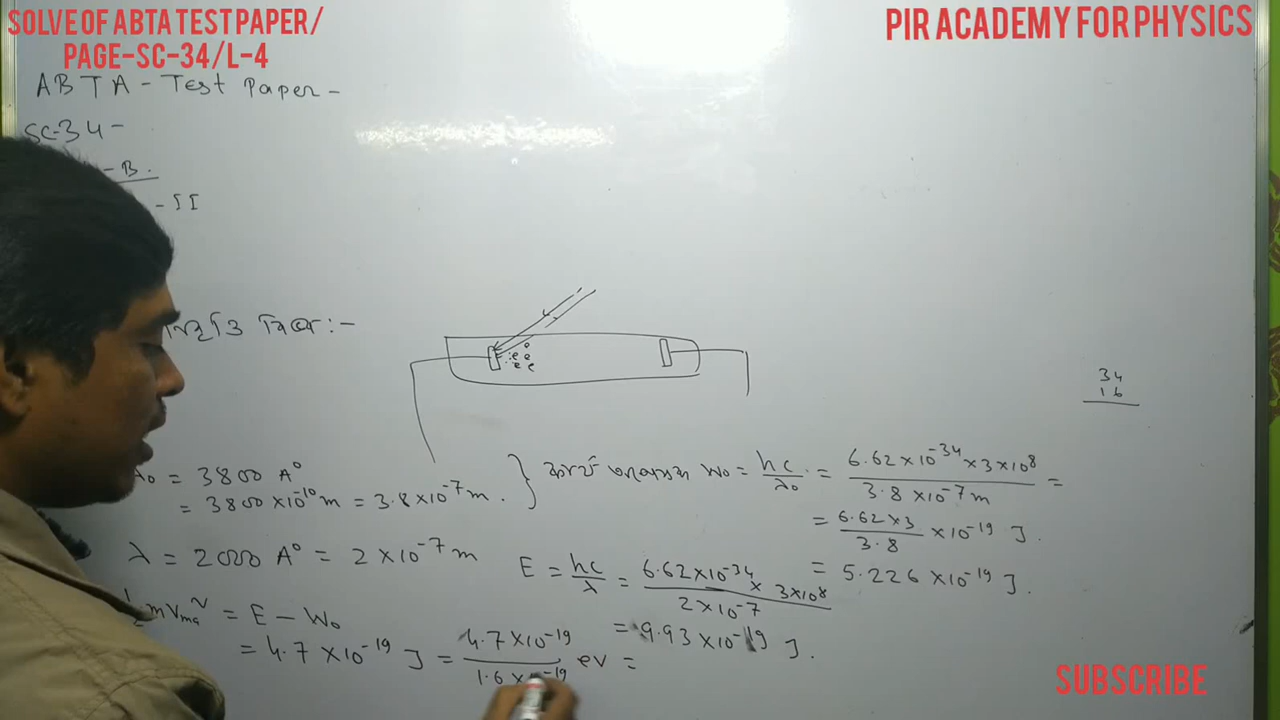 SOLVE OF ABTA TEST PAPER/
PAGE-SC-34/L-4
PIR ACADEMY FOR PHYSICS
ABTA - Test Paper -
SC-34 -
- B.
- II
34
16
λ₀ = 3800 A⁰
= 3800 × 10⁻¹⁰ m = 3.8 × 10⁻⁷ m .
W₀ = hc/λ₀ = 6.62 × 10⁻³⁴ × 3 × 10⁸ / 3.8 × 10⁻⁷ m =
= 6.62 × 3 / 3.8 × 10⁻¹⁹ J.
= 5.226 × 10⁻¹⁹ J.
λ = 2000 A⁰ = 2 × 10⁻⁷ m
E = hc/λ = 6.62 × 10⁻³⁴ × 3 × 10⁸ / 2 × 10⁻⁷
= 9.93 × 10⁻¹⁹ J.
= E - W₀
= 4.7 × 10⁻¹⁹ J = 4.7 × 10⁻¹⁹ / 1.6 × 10⁻¹⁹ ev =
SUBSCRIBE